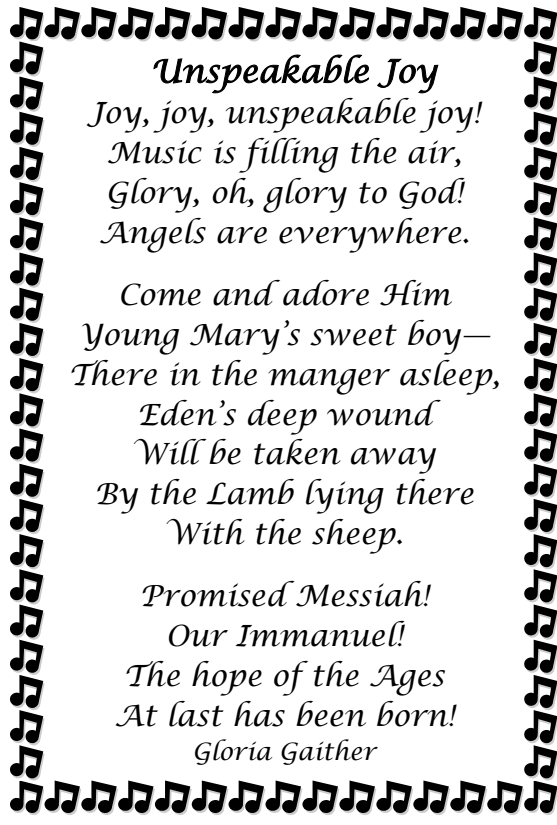 Unspeakable Joy
Joy, joy, unspeakable joy!
Music is filling the air,
Glory, oh, glory to God!
Angels are everywhere.
Come and adore Him
Young Mary’s sweet boy—
There in the manger asleep,
Eden’s deep wound
Will be taken away
By the Lamb lying there
With the sheep.
Promised Messiah!
Our Immanuel!
The hope of the Ages
At last has been born!
Gloria Gaither